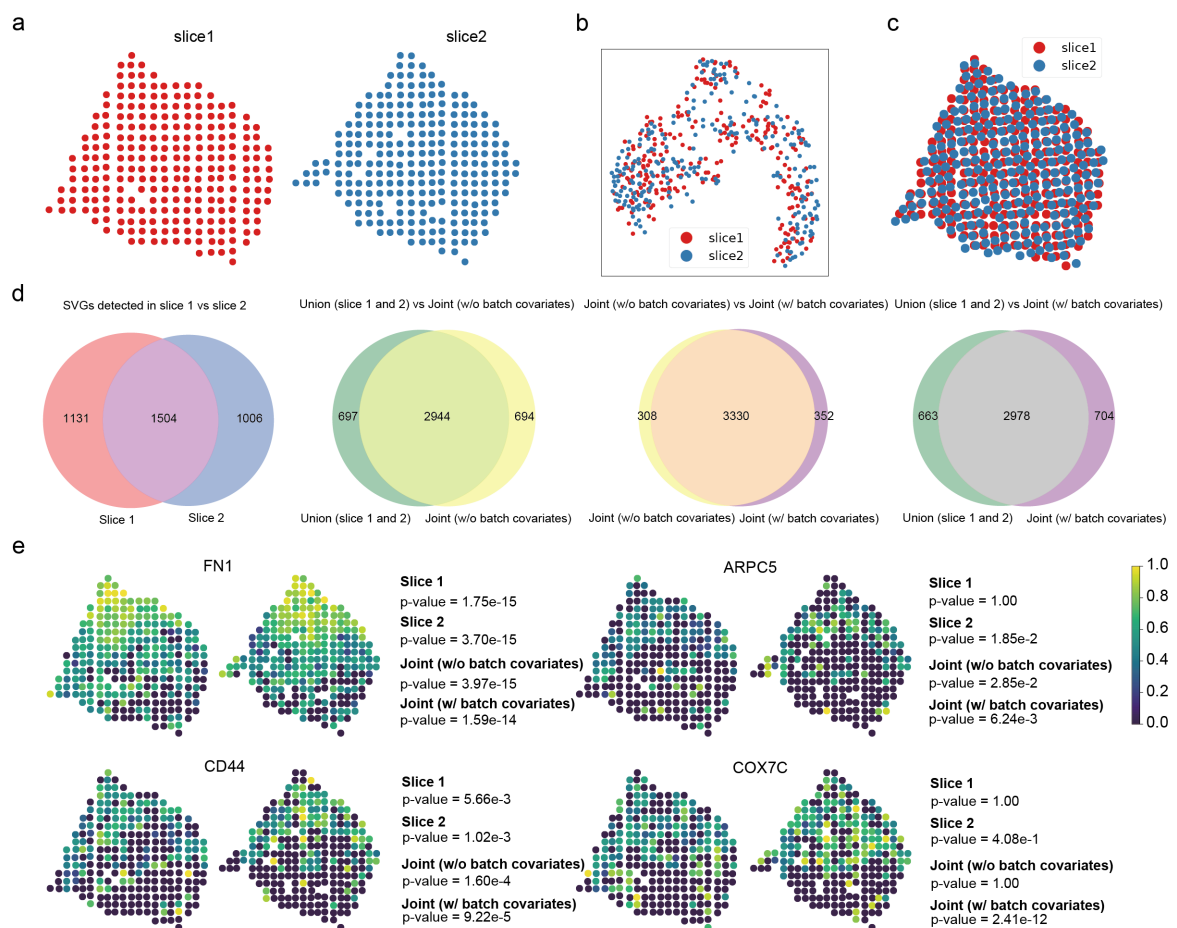 a
b
c
slice1
slice2
slice1
slice2
slice1
slice2
d
SVGs detected in slice 1 vs slice 2
1131
1504
1006
Slice 1
Slice 2
Union (slice 1 and 2) vs Joint (w/o batch covariates)
697
2944
694
Union (slice 1 and 2)
Joint (w/o batch covariates)
Joint (w/o batch covariates) vs Joint (w/ batch covariates)
308
3330
352
Joint (w/o batch covariates)
Joint (w/ batch covariates)
Union (slice 1 and 2) vs Joint (w/ batch covariates)
663
2978
704
Union (slice 1 and 2)
Joint (w/ batch covariates)
e
FN1
Slice 1
p-value = 1.75e-15
Slice 2
p-value = 3.70e-15
Joint (w/o batch covariates)
p-value = 3.97e-15
Joint (w/ batch covariates)
p-value = 1.59e-14
ARPC5
Slice 1
p-value = 1.00
Slice 2
p-value = 1.85e-2
Joint (w/o batch covariates)
p-value = 2.85e-2
Joint (w/ batch covariates)
p-value = 6.24e-3
1.0
0.8
0.6
0.4
0.2
0.0
CD44
Slice 1
p-value = 5.66e-3
Slice 2
p-value = 1.02e-3
Joint (w/o batch covariates)
p-value = 1.60e-4
Joint (w/ batch covariates)
p-value = 9.22e-5
COX7C
Slice 1
p-value = 1.00
Slice 2
p-value = 4.08e-1
Joint (w/o batch covariates)
p-value = 1.00
Joint (w/ batch covariates)
p-value = 2.41e-12